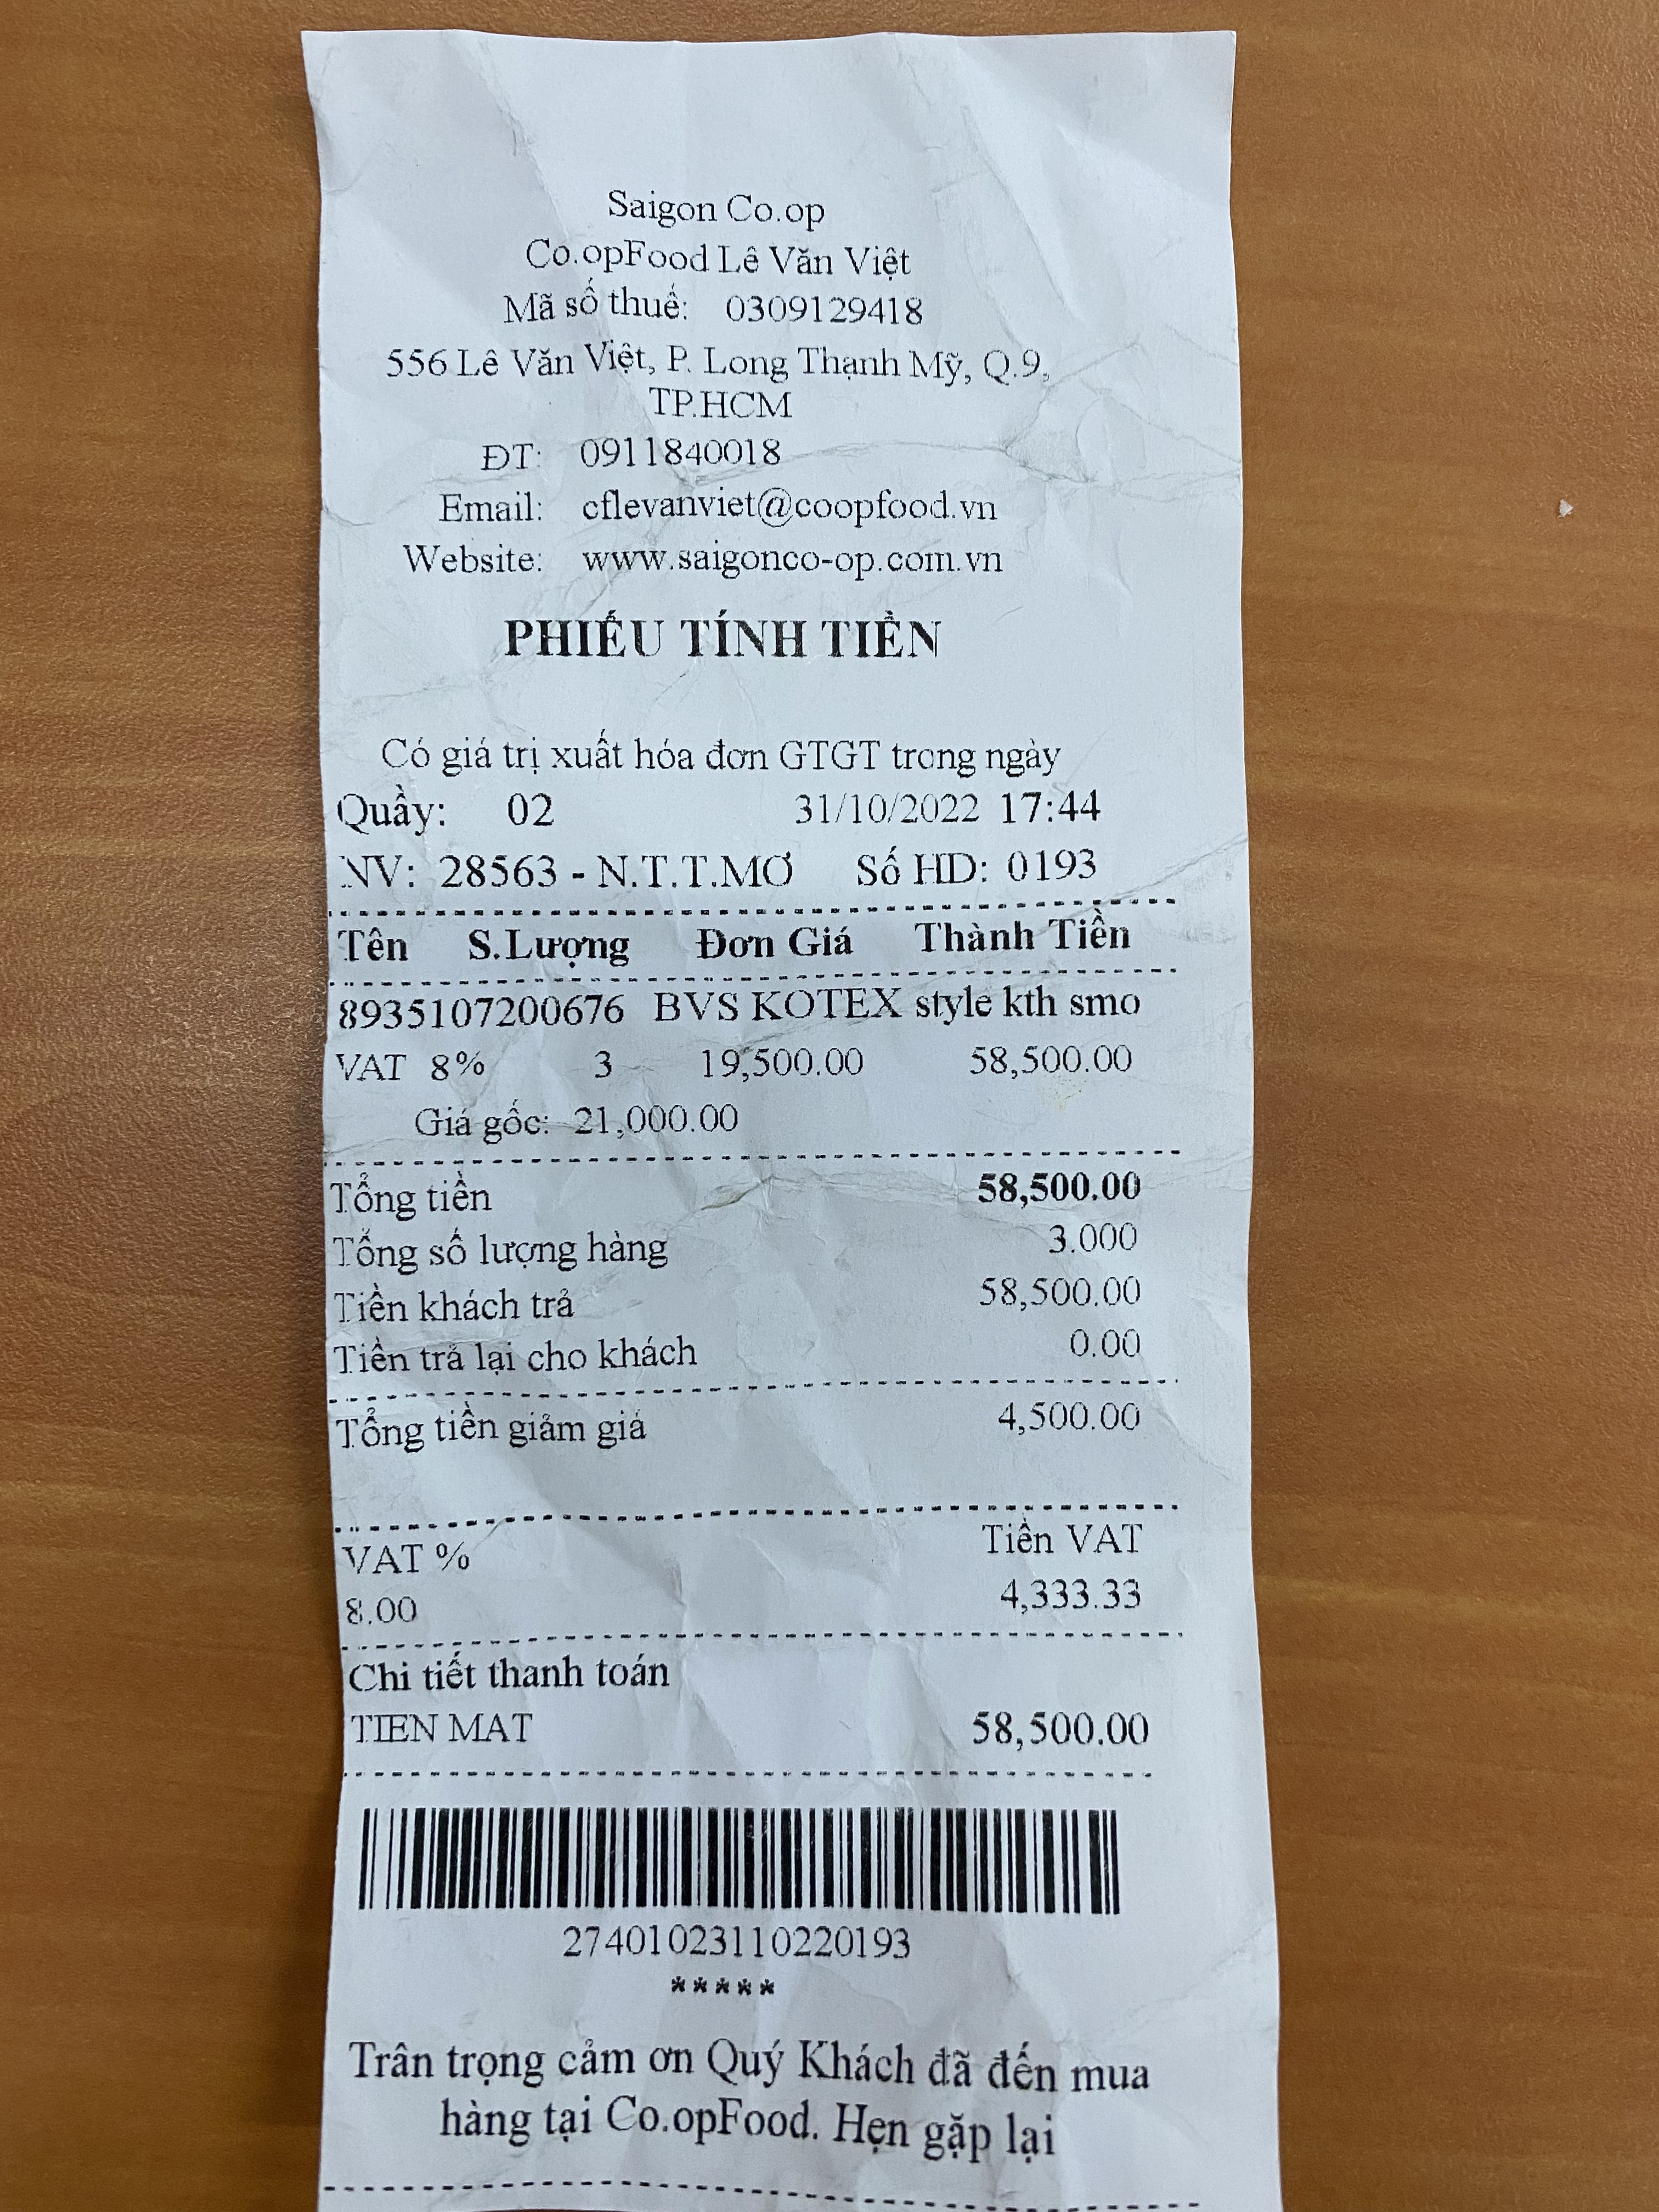 Saigon Co.op
Co.opFood Lê Văn Việt
Mã số thuế: 0309129418
556 Lê Văn Việt, P. Long Thạnh Mỹ, Q.9,
TP.HCM
ĐT: 0911840018
Email: cflevanviet@coopfood.vn
Website: www.saigonco-op.com.vn
PHIẾU TÍNH TIỀN
Có giá trị xuất hóa đơn GTGT trong ngày
Quầy: 02 31/10/2022 17:44
NV: 28563 - N.T.T.MƠ Số HD: 0193
Tên S.Lượng Đơn Giá Thành Tiền
8935107200676 BVS KOTEX style kth smo
VAT 8% 3 19,500.00 58,500.00
Giá gốc: 21,000.00
Tổng tiền 58,500.00
Tổng số lượng hàng 3.000
Tiền khách trả 58,500.00
Tiền trả lại cho khách 0.00
Tổng tiền giảm giá 4,500.00
VAT % Tiền VAT
8.00 4,333.33
Chi tiết thanh toán
TIEN MAT 58,500.00
27401023110220193
*****
Trân trọng cảm ơn Quý Khách đã đến mua
hàng tại Co.opFood. Hẹn gặp lại